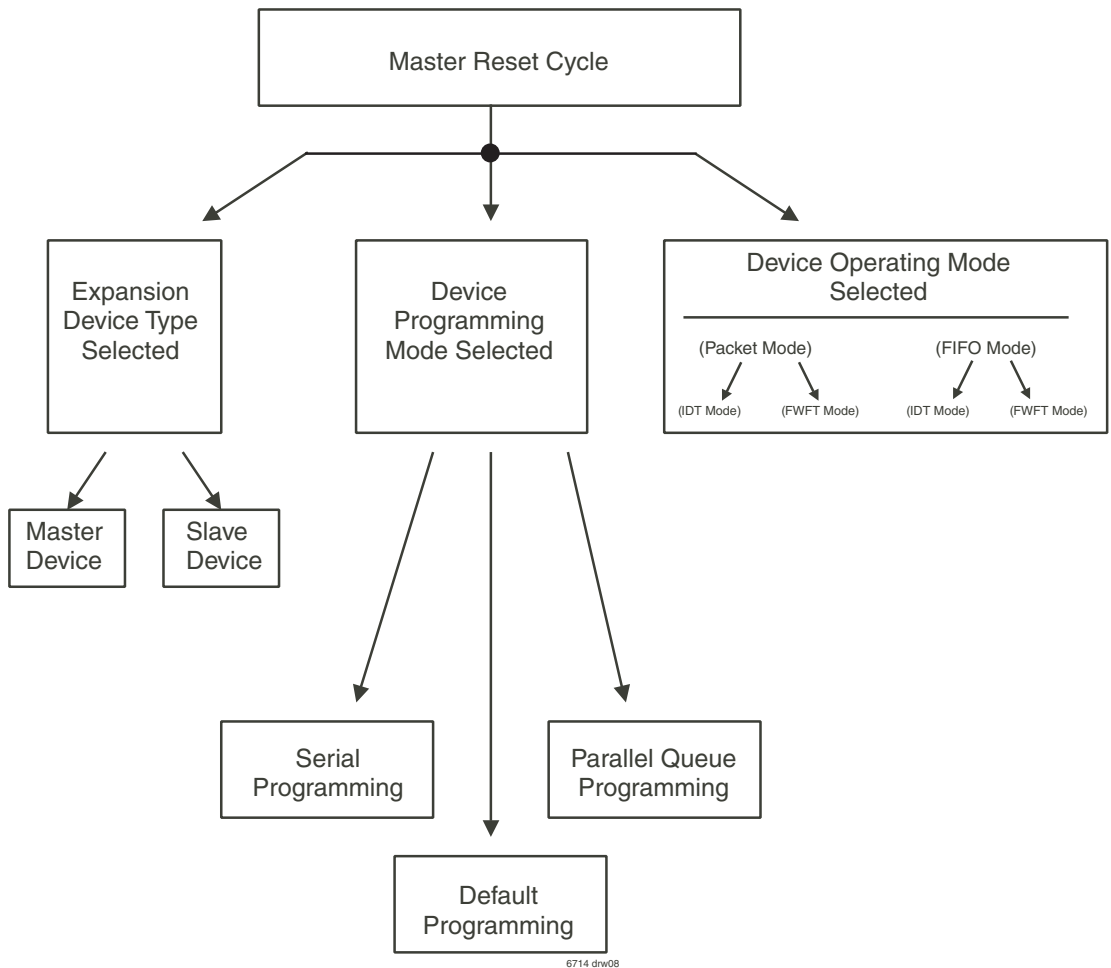 Master Reset Cycle
Expansion
Device Type
Selected
Device
Programming
Mode Selected
Device Operating Mode
Selected
(Packet Mode)
(FIFO Mode)
(IDT Mode)
(FWFT Mode)
(IDT Mode)
(FWFT Mode)
Master
Device
Slave
Device
Serial
Programming
Parallel Queue
Programming
Default
Programming
6714 drw08